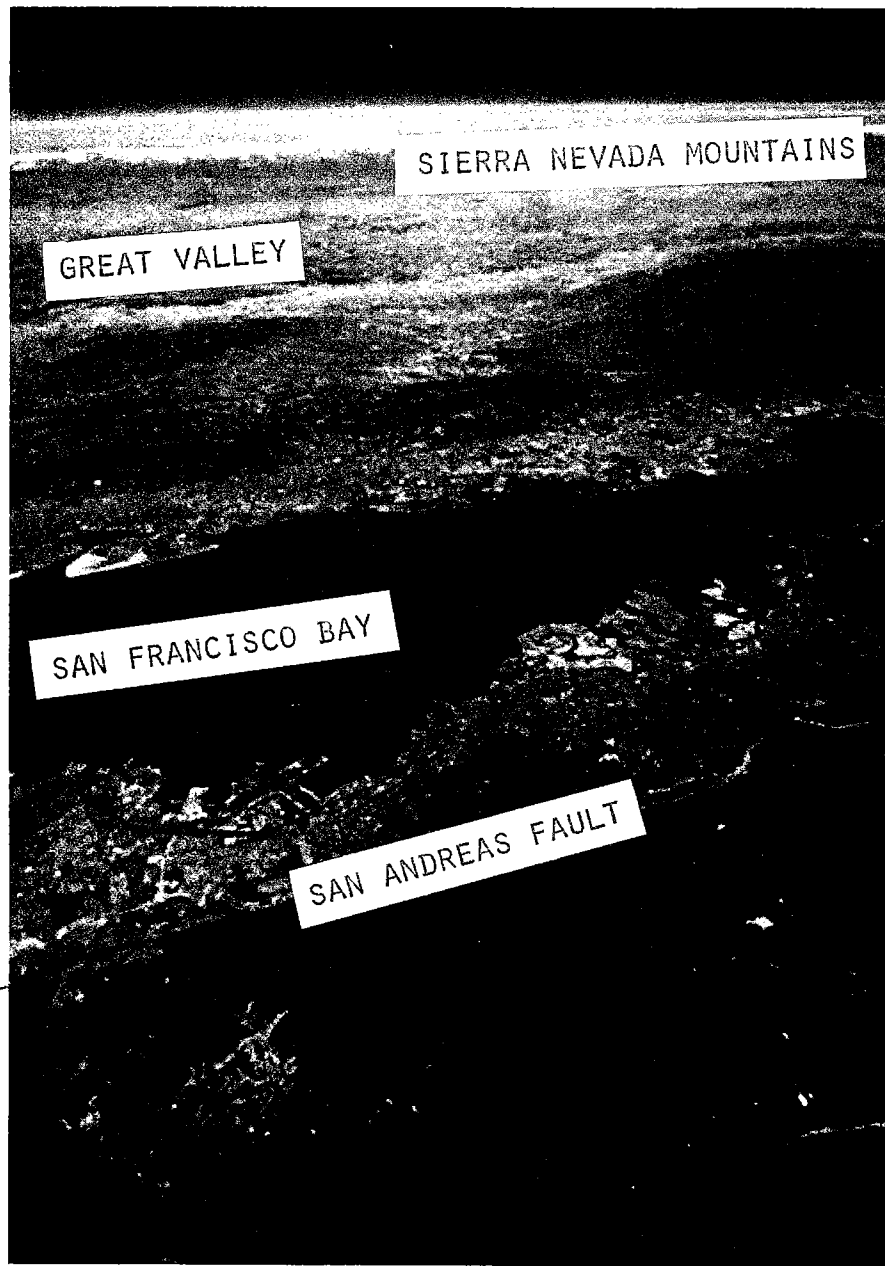 SIERRA NEVADA MOUNTAINS
GREAT VALLEY
SAN FRANCISCO BAY
SAN ANDREAS FAULT